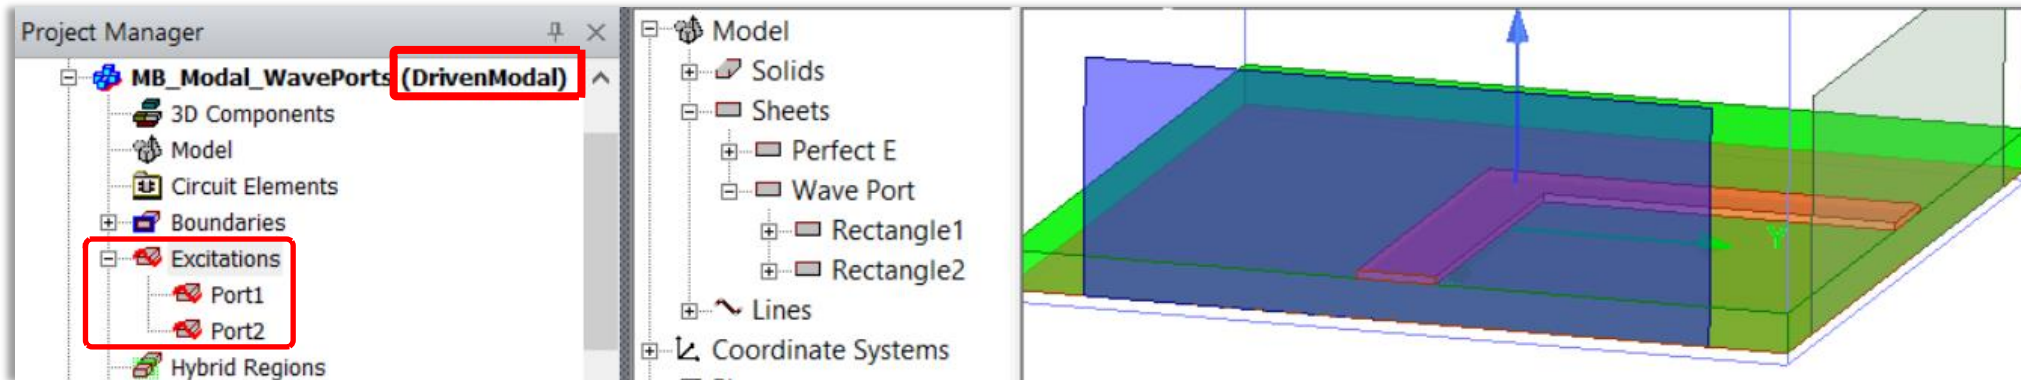 Project Manager
MB_Modal_WavePorts (DrivenModal)
3D Components
Model
Circuit Elements
Boundaries
Excitations
Port1
Port2
Hybrid Regions
Model
Solids
Sheets
Perfect E
Wave Port
Rectangle1
Rectangle2
Lines
Coordinate Systems
Y